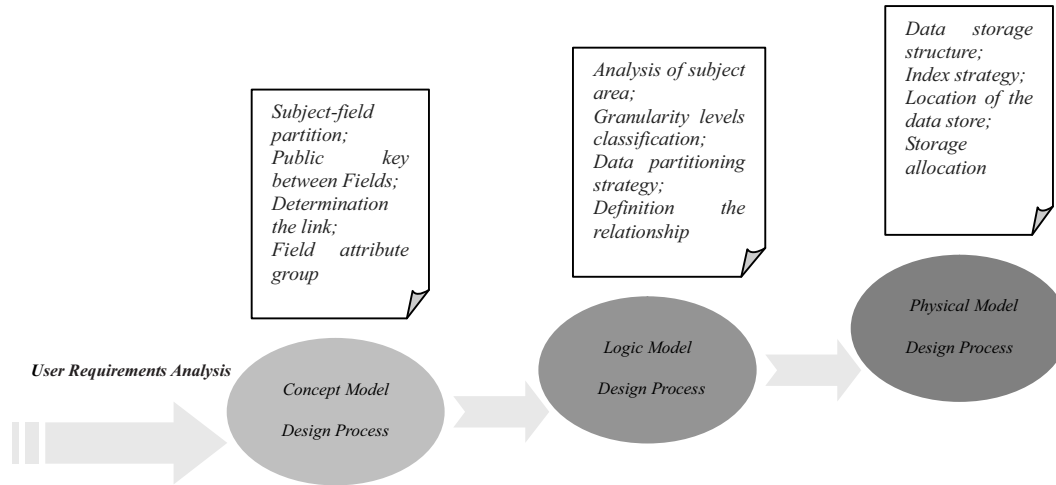 Subject-field
partition;
Public key
between Fields;
Determination
the link;
Field attribute
group
Analysis of subject
area;
Granularity levels
classification;
Data partitioning
strategy;
Definition the
relationship
Data storage
structure;
Index strategy;
Location of the
data store;
Storage
allocation
User Requirements Analysis
Concept Model
Design Process
Logic Model
Design Process
Physical Model
Design Process